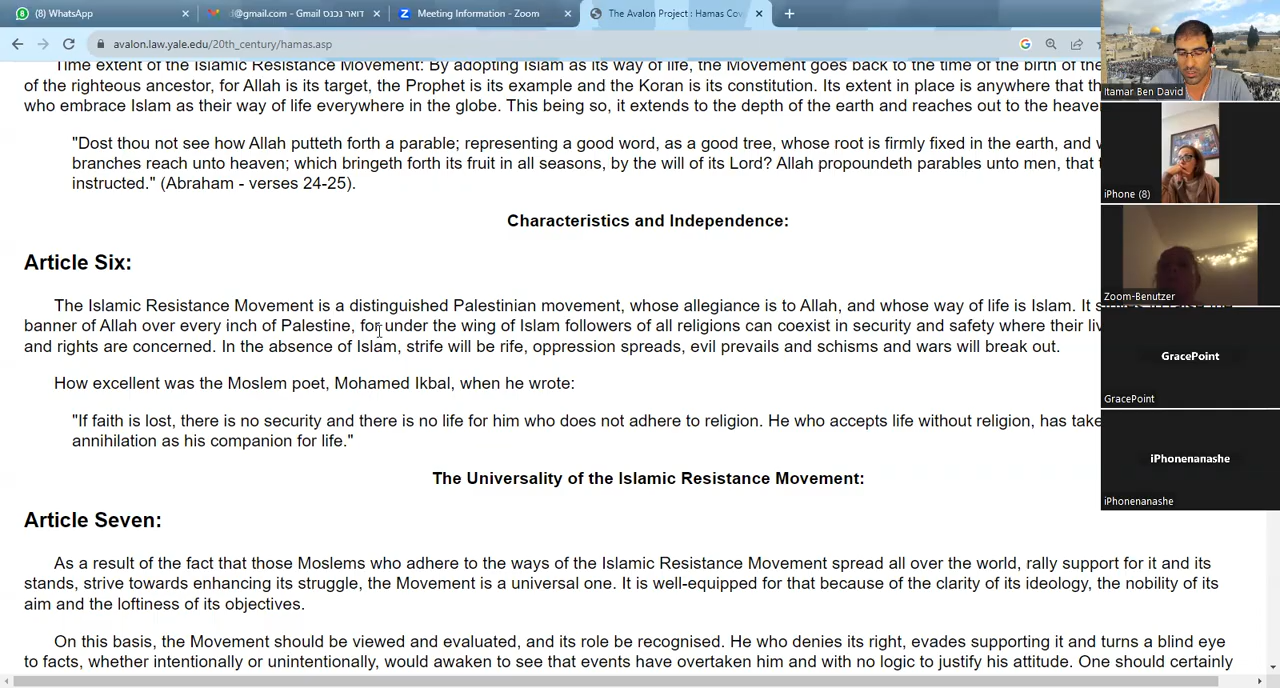 (8) WhatsApp
דואר נכנס - Gmail
@gmail.com
Meeting Information - Zoom
The Avalon Project : Hamas Cov
avalon.law.yale.edu/20th_century/hamas.asp
Time extent of the Islamic Resistance Movement: By adopting Islam as its way of life, the Movement goes back to the time of the birth of the
of the righteous ancestor, for Allah is its target, the Prophet is its example and the Koran is its constitution. Its extent in place is anywhere that
who embrace Islam as their way of life everywhere in the globe. This being so, it extends to the depth of the earth and reaches out to the heave
"Dost thou not see how Allah putteth forth a parable; representing a good word, as a good tree, whose root is firmly fixed in the earth, and
branches reach unto heaven; which bringeth forth its fruit in all seasons, by the will of its Lord? Allah propoundeth parables unto men, that
instructed." (Abraham - verses 24-25).
Characteristics and Independence:
Article Six:
The Islamic Resistance Movement is a distinguished Palestinian movement, whose allegiance is to Allah, and whose way of life is Islam. It
banner of Allah over every inch of Palestine, for under the wing of Islam followers of all religions can coexist in security and safety where their
and rights are concerned. In the absence of Islam, strife will be rife, oppression spreads, evil prevails and schisms and wars will break out.
How excellent was the Moslem poet, Mohamed Ikbal, when he wrote:
"If faith is lost, there is no security and there is no life for him who does not adhere to religion. He who accepts life without religion, has take
annihilation as his companion for life."
The Universality of the Islamic Resistance Movement:
Article Seven:
As a result of the fact that those Moslems who adhere to the ways of the Islamic Resistance Movement spread all over the world, rally support for it and its
stands, strive towards enhancing its struggle, the Movement is a universal one. It is well-equipped for that because of the clarity of its ideology, the nobility of its
aim and the loftiness of its objectives.
On this basis, the Movement should be viewed and evaluated, and its role be recognised. He who denies its right, evades supporting it and turns a blind eye
to facts, whether intentionally or unintentionally, would awaken to see that events have overtaken him and with no logic to justify his attitude. One should certainly
Itamar Ben David
iPhone (8)
Zoom-Benutzer
GracePoint
GracePoint
iPhonenanashe
iPhonenanashe